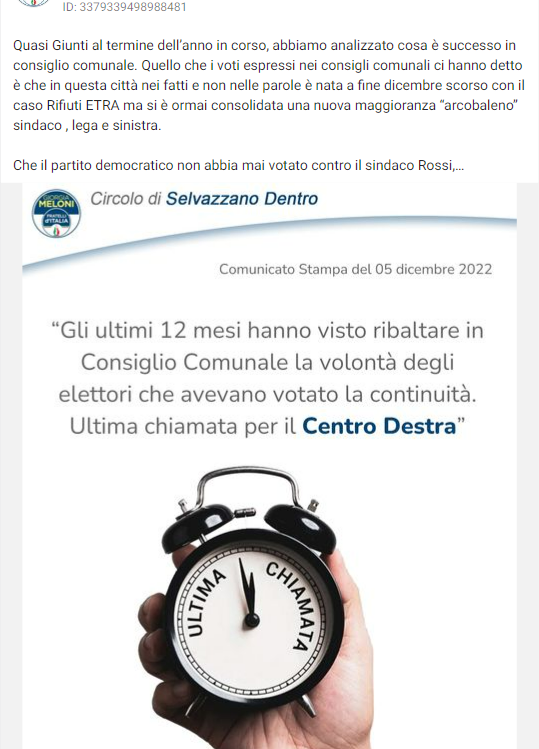 ID: 3379339498988481
Quasi Giunti al termine dell'anno in corso, abbiamo analizzato cosa è successo in
consiglio comunale. Quello che i voti espressi nei consigli comunali ci hanno detto
è che in questa città nei fatti e non nelle parole è nata a fine dicembre scorso con il
caso Rifiuti ETRA ma si è ormai consolidata una nuova maggioranza “arcobaleno”
sindaco , lega e sinistra.
Che il partito democratico non abbia mai votato contro il sindaco Rossi,...
GIORGIA
MELONI
FRATELLI
d'ITALIA
Circolo di Selvazzano Dentro
Comunicato Stampa del 05 dicembre 2022
“Gli ultimi 12 mesi hanno visto ribaltare in
Consiglio Comunale la volontà degli
elettori che avevano votato la continuità.
Ultima chiamata per il Centro Destra”
ULTIMA CHIAMATA